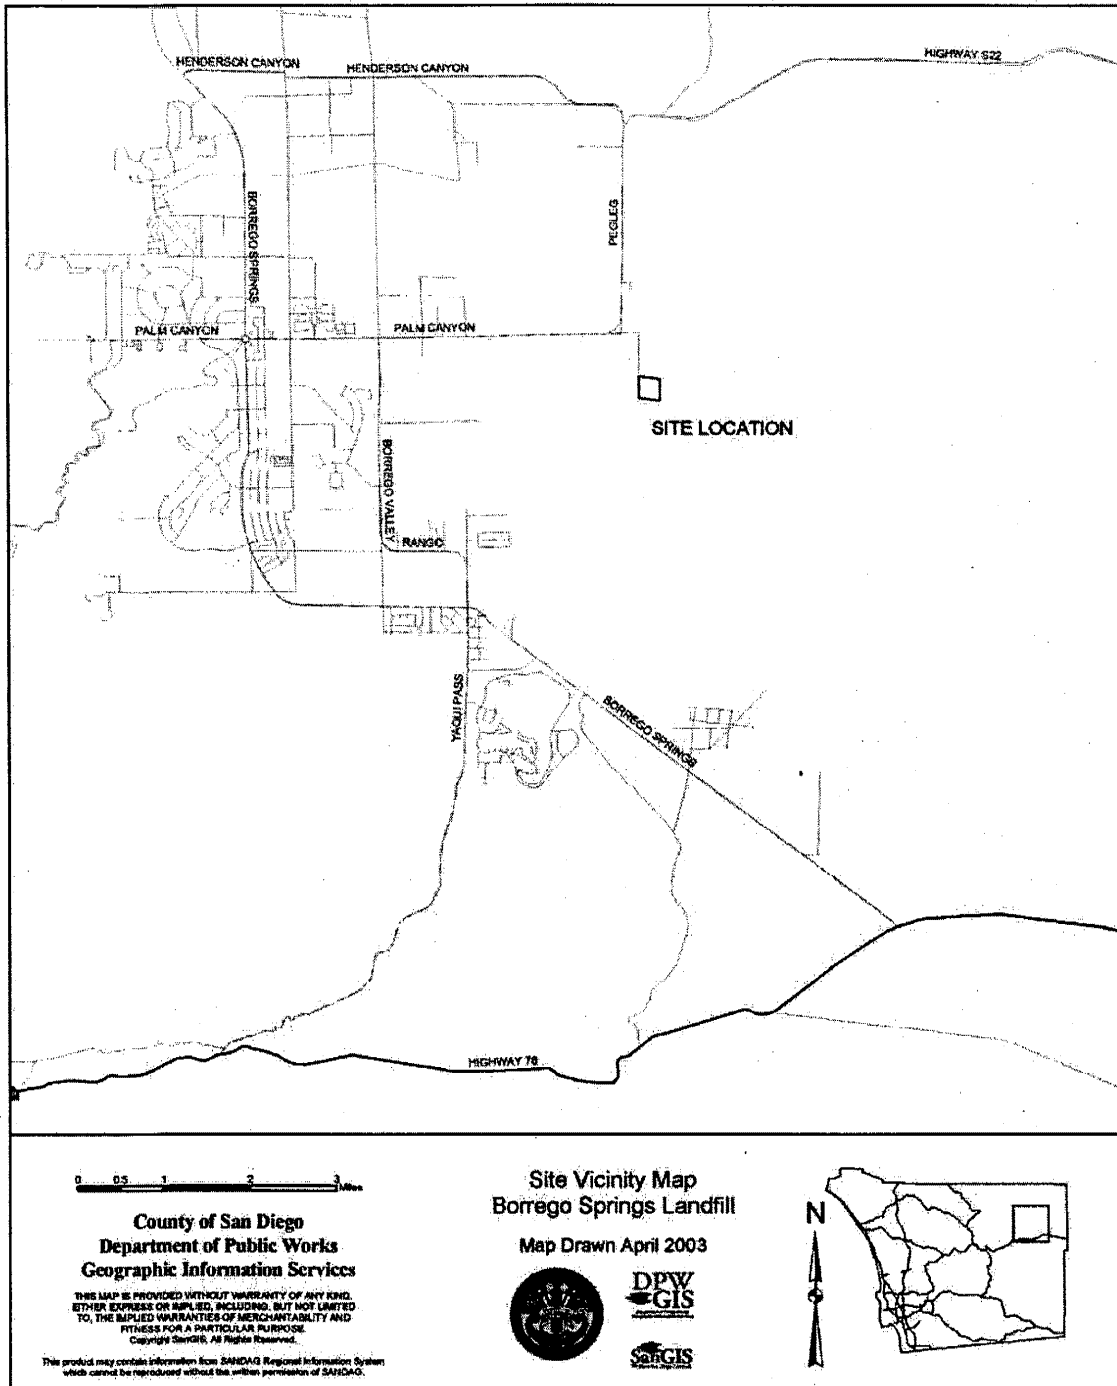 HENDERSON CANYON
HENDERSON CANYON
HIGHWAY S22
BORREGO SPRINGS
PEGLEG
PALM CANYON
PALM CANYON
SITE LOCATION
BORREGO VALLEY
RANGO
YAQUI PASS
BORREGO SPRINGS
HIGHWAY 78
0 0.5 1 2 3
Miles
County of San Diego
Department of Public Works
Geographic Information Services
THIS MAP IS PROVIDED WITHOUT WARRANTY OF ANY KIND,
EITHER EXPRESS OR IMPLIED, INCLUDING, BUT NOT LIMITED
TO, THE IMPLIED WARRANTIES OF MERCHANTABILITY AND
FITNESS FOR A PARTICULAR PURPOSE.
Copyright SanGIS, All Rights Reserved.
This product may contain information from SANDAG Regional Information System
which cannot be reproduced without the written permission of SANDAG.
Site Vicinity Map
Borrego Springs Landfill
Map Drawn April 2003
DPW
GIS
SanGIS
N